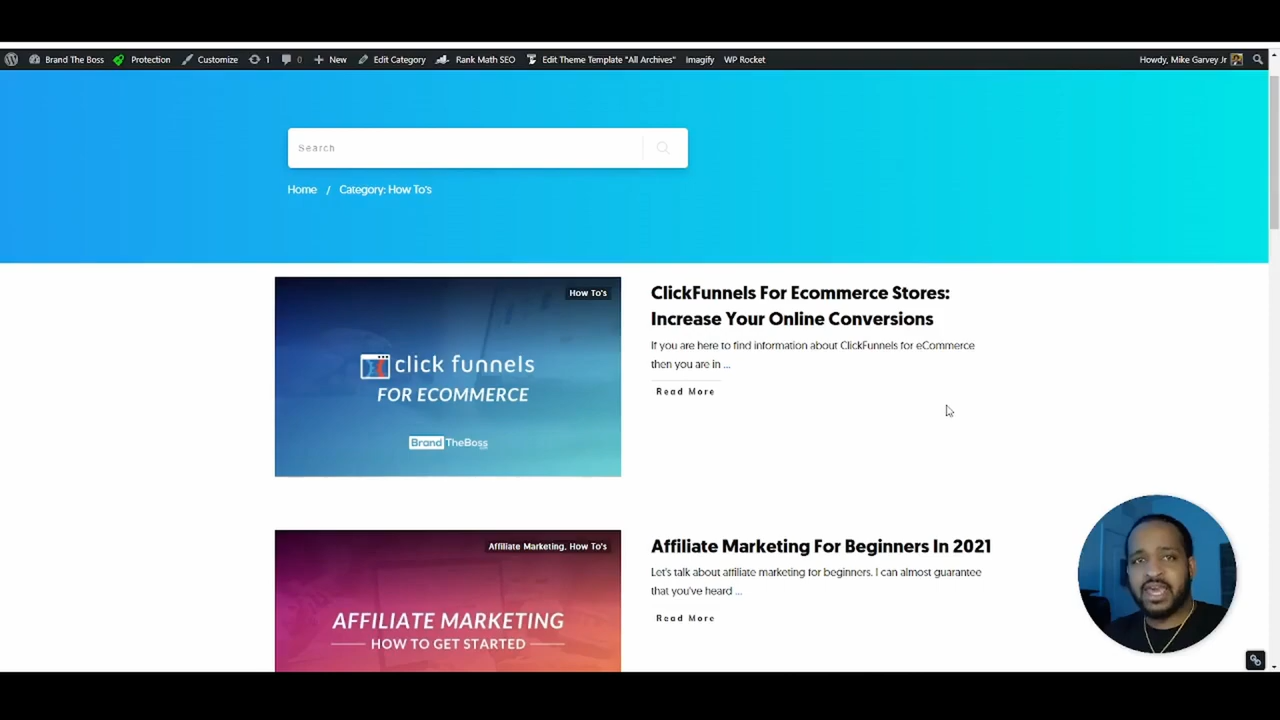 Brand The Boss Protection Customize 1 0 New Edit Category Rank Math SEO Edit Theme Template "All Archives" Imagify WP Rocket Howdy, Mike Garvey Jr
Search
Home / Category: How To's
How To's
click funnels
FOR ECOMMERCE
Brand TheBoss
ClickFunnels For Ecommerce Stores:
Increase Your Online Conversions
If you are here to find information about ClickFunnels for eCommerce
then you are in ...
Read More
Affiliate Marketing, How To's
AFFILIATE MARKETING
HOW TO GET STARTED
Affiliate Marketing For Beginners In 2021
Let's talk about affiliate marketing for beginners. I can almost guarantee
that you've heard ...
Read More